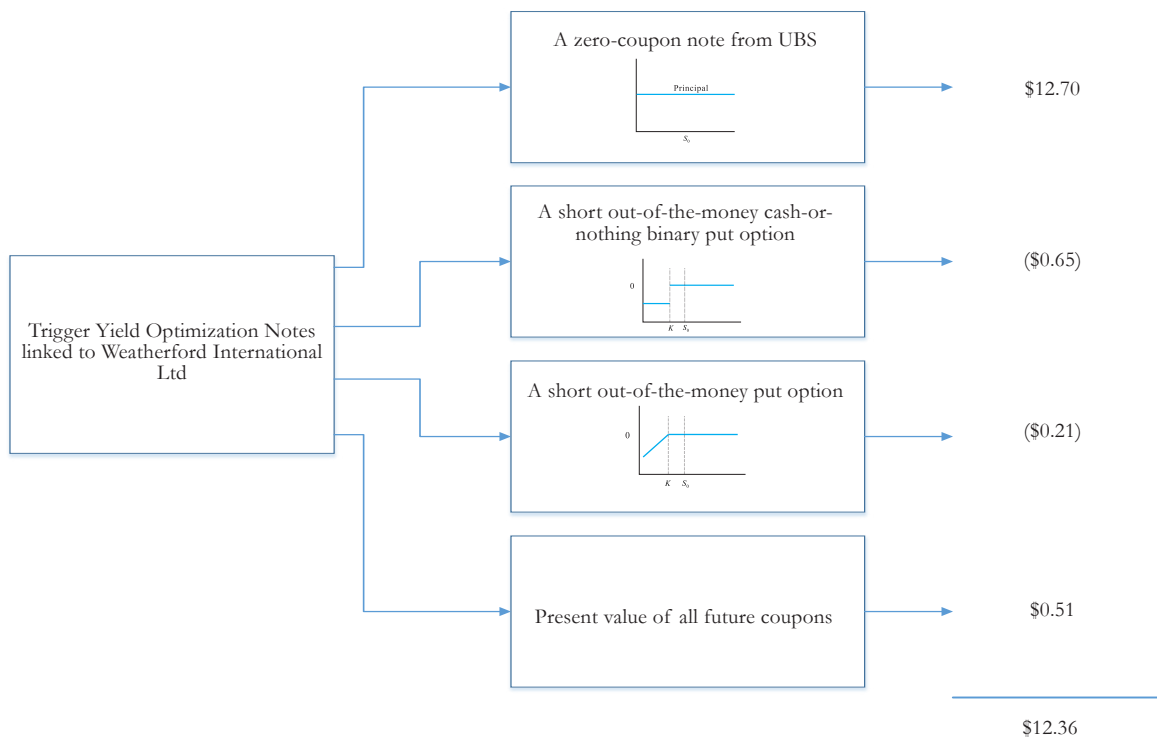 A zero-coupon note from UBS
Principal
S0
$12.70
A short out-of-the-money cash-or-
nothing binary put option
0
K S0
($0.65)
Trigger Yield Optimization Notes
linked to Weatherford International
Ltd
A short out-of-the-money put option
0
K S0
($0.21)
Present value of all future coupons
$0.51
$12.36